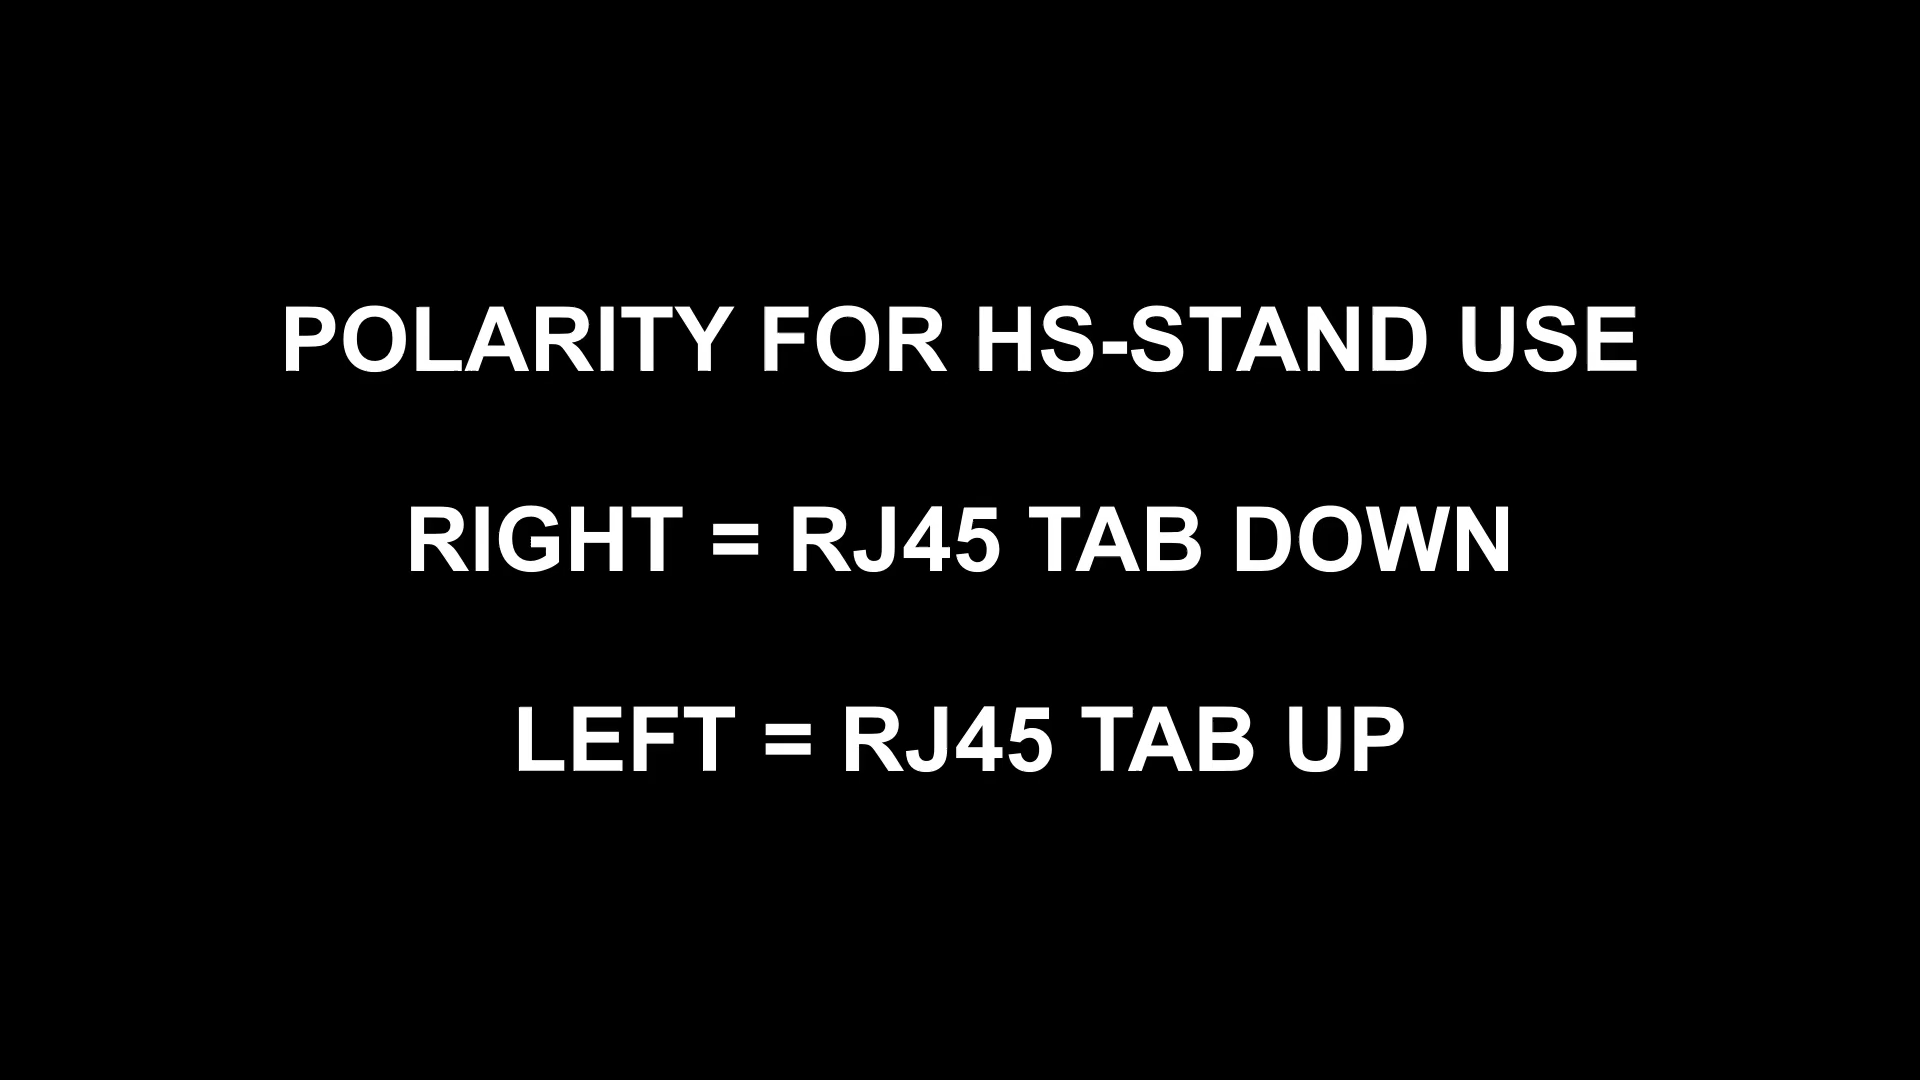 POLARITY FOR HS-STAND USE
RIGHT = RJ45 TAB DOWN
LEFT = RJ45 TAB UP